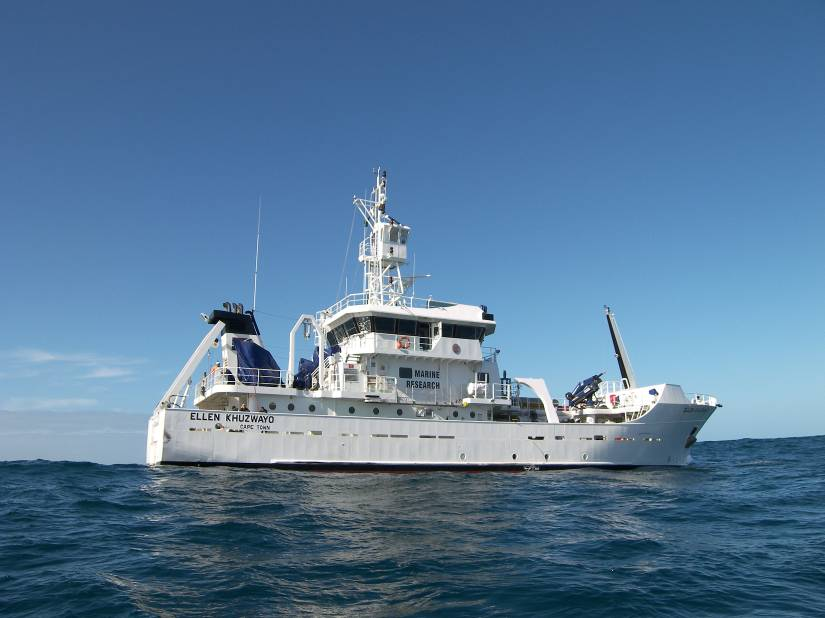 MARINE
RESEARCH
ELLEN KHUZWAYO
CAPE TOWN